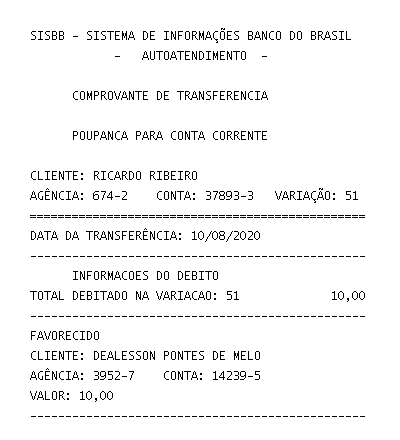 SISBB - SISTEMA DE INFORMAÇÕES BANCO DO BRASIL
- AUTOATENDIMENTO -
COMPROVANTE DE TRANSFERENCIA
POUPANCA PARA CONTA CORRENTE
CLIENTE: RICARDO RIBEIRO
AGÊNCIA: 674-2 CONTA: 37893-3 VARIAÇÃO: 51
================================================
DATA DA TRANSFERÊNCIA: 10/08/2020
------------------------------------------------
INFORMACOES DO DEBITO
TOTAL DEBITADO NA VARIACAO: 51 10,00
------------------------------------------------
FAVORECIDO
CLIENTE: DEALESSON PONTES DE MELO
AGÊNCIA: 3952-7 CONTA: 14239-5
VALOR: 10,00
------------------------------------------------